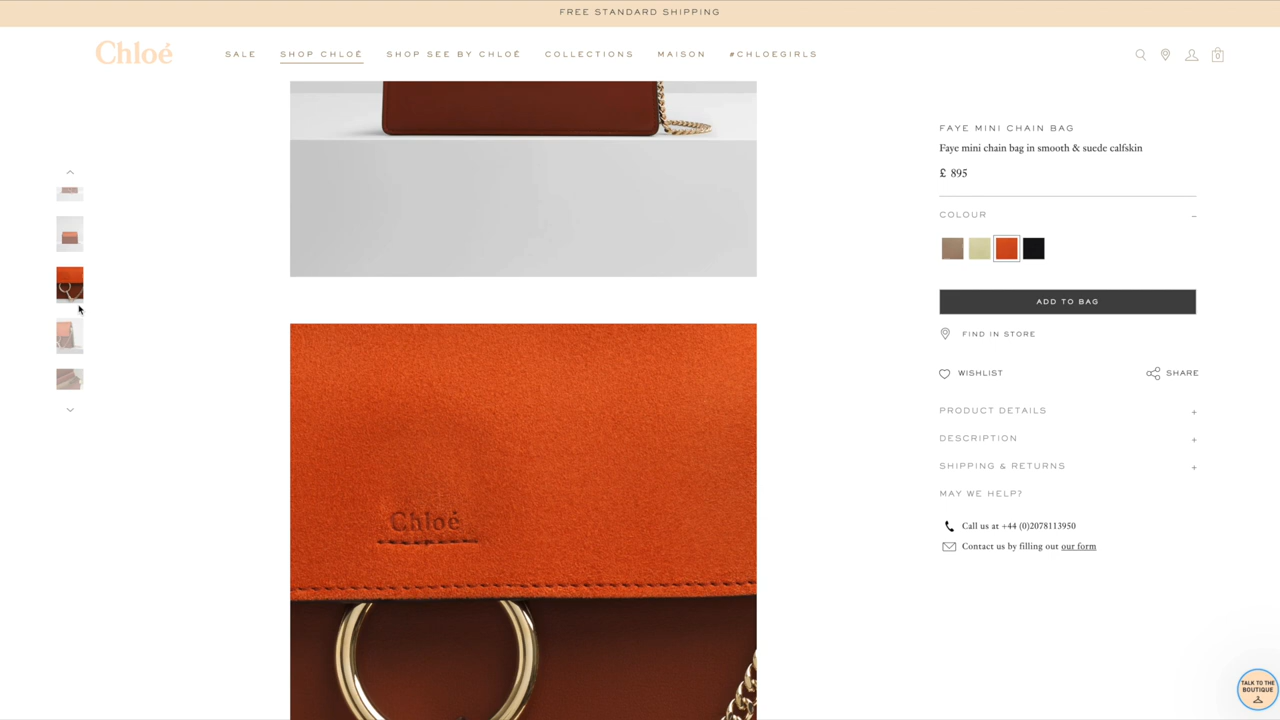 FREE STANDARD SHIPPING
Chloé
SALE
SHOP CHLOÉ
SHOP SEE BY CHLOÉ
COLLECTIONS
MAISON
#CHLOEGIRLS
0
FAYE MINI CHAIN BAG
Faye mini chain bag in smooth & suede calfskin
£ 895
COLOUR
–
ADD TO BAG
FIND IN STORE
WISHLIST
SHARE
PRODUCT DETAILS
+
DESCRIPTION
+
SHIPPING & RETURNS
+
MAY WE HELP?
Call us at +44 (0)2078113950
Contact us by filling out our form
Chloé
TALK TO THE
BOUTIQUE